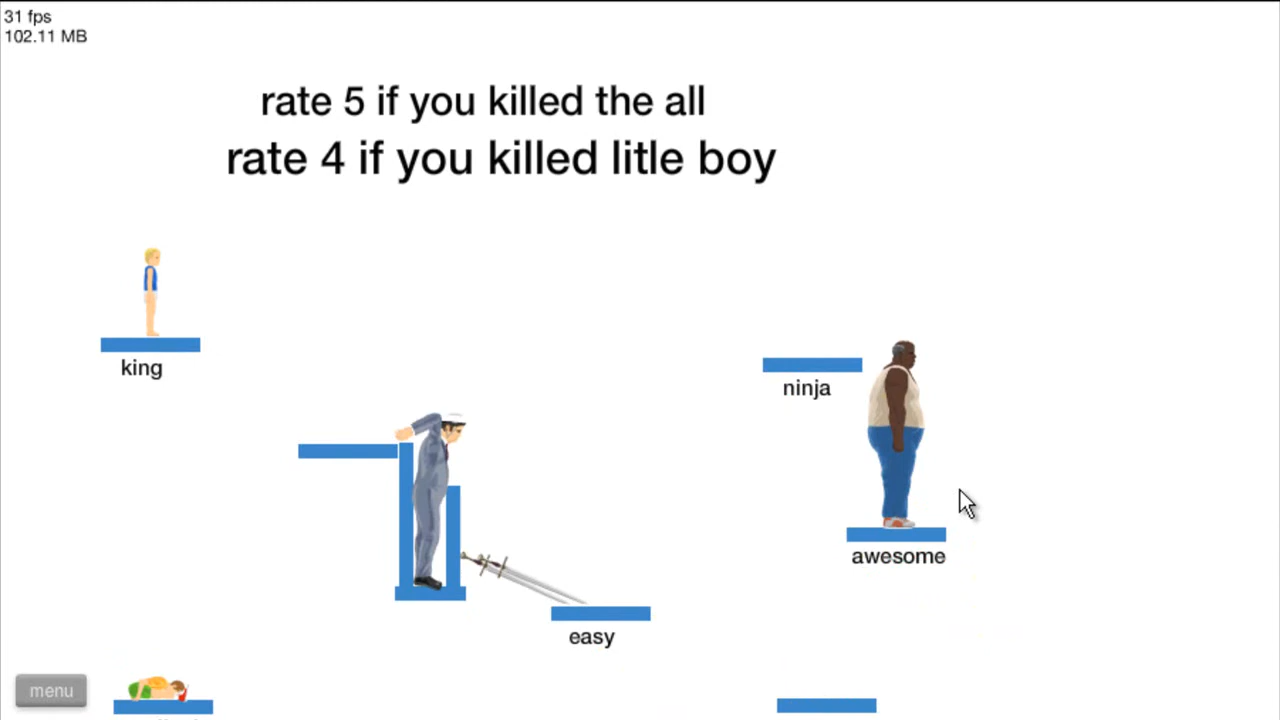 31 fps
102.11 MB
rate 5 if you killed the all
rate 4 if you killed litle boy
king
ninja
awesome
easy
menu